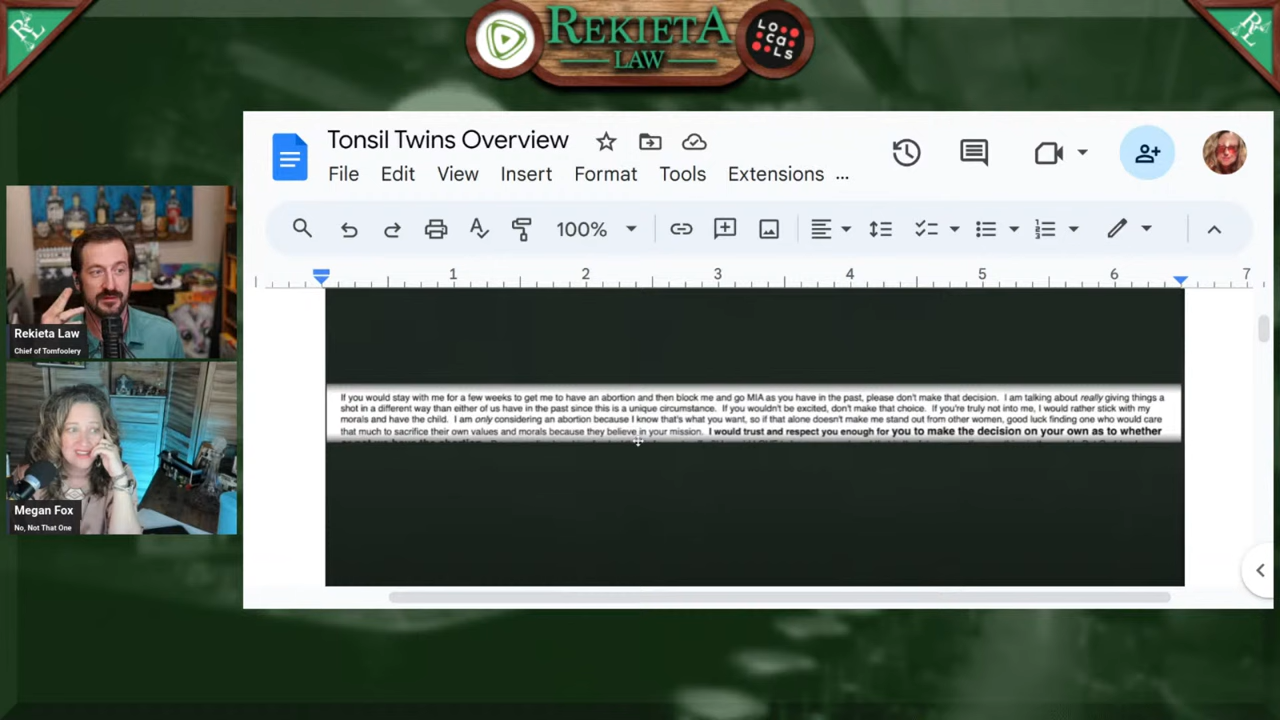 REKIETA
LAW
LOCALS
RL
RL
Tonsil Twins Overview
File Edit View Insert Format Tools Extensions ...
100%
1 2 3 4 5 6 7
Rekieta Law
Chief of Tomfoolery
Megan Fox
No, Not That One
If you would stay with me for a few weeks to get me to have an abortion and then block me and go MIA as you have in the past, please don't make that decision. I am talking about really giving things a
shot in a different way than either of us have in the past since this is a unique circumstance. If you wouldn't be excited, don't make that choice. If you're truly not into me, I would rather stick with my
morals and have the child. I am only considering an abortion because I know that's what you want, so if that alone doesn't make me stand out from other women, good luck finding one who would care
that much to sacrifice their own values and morals because they believe in your mission. I would trust and respect you enough for you to make the decision on your own as to whether